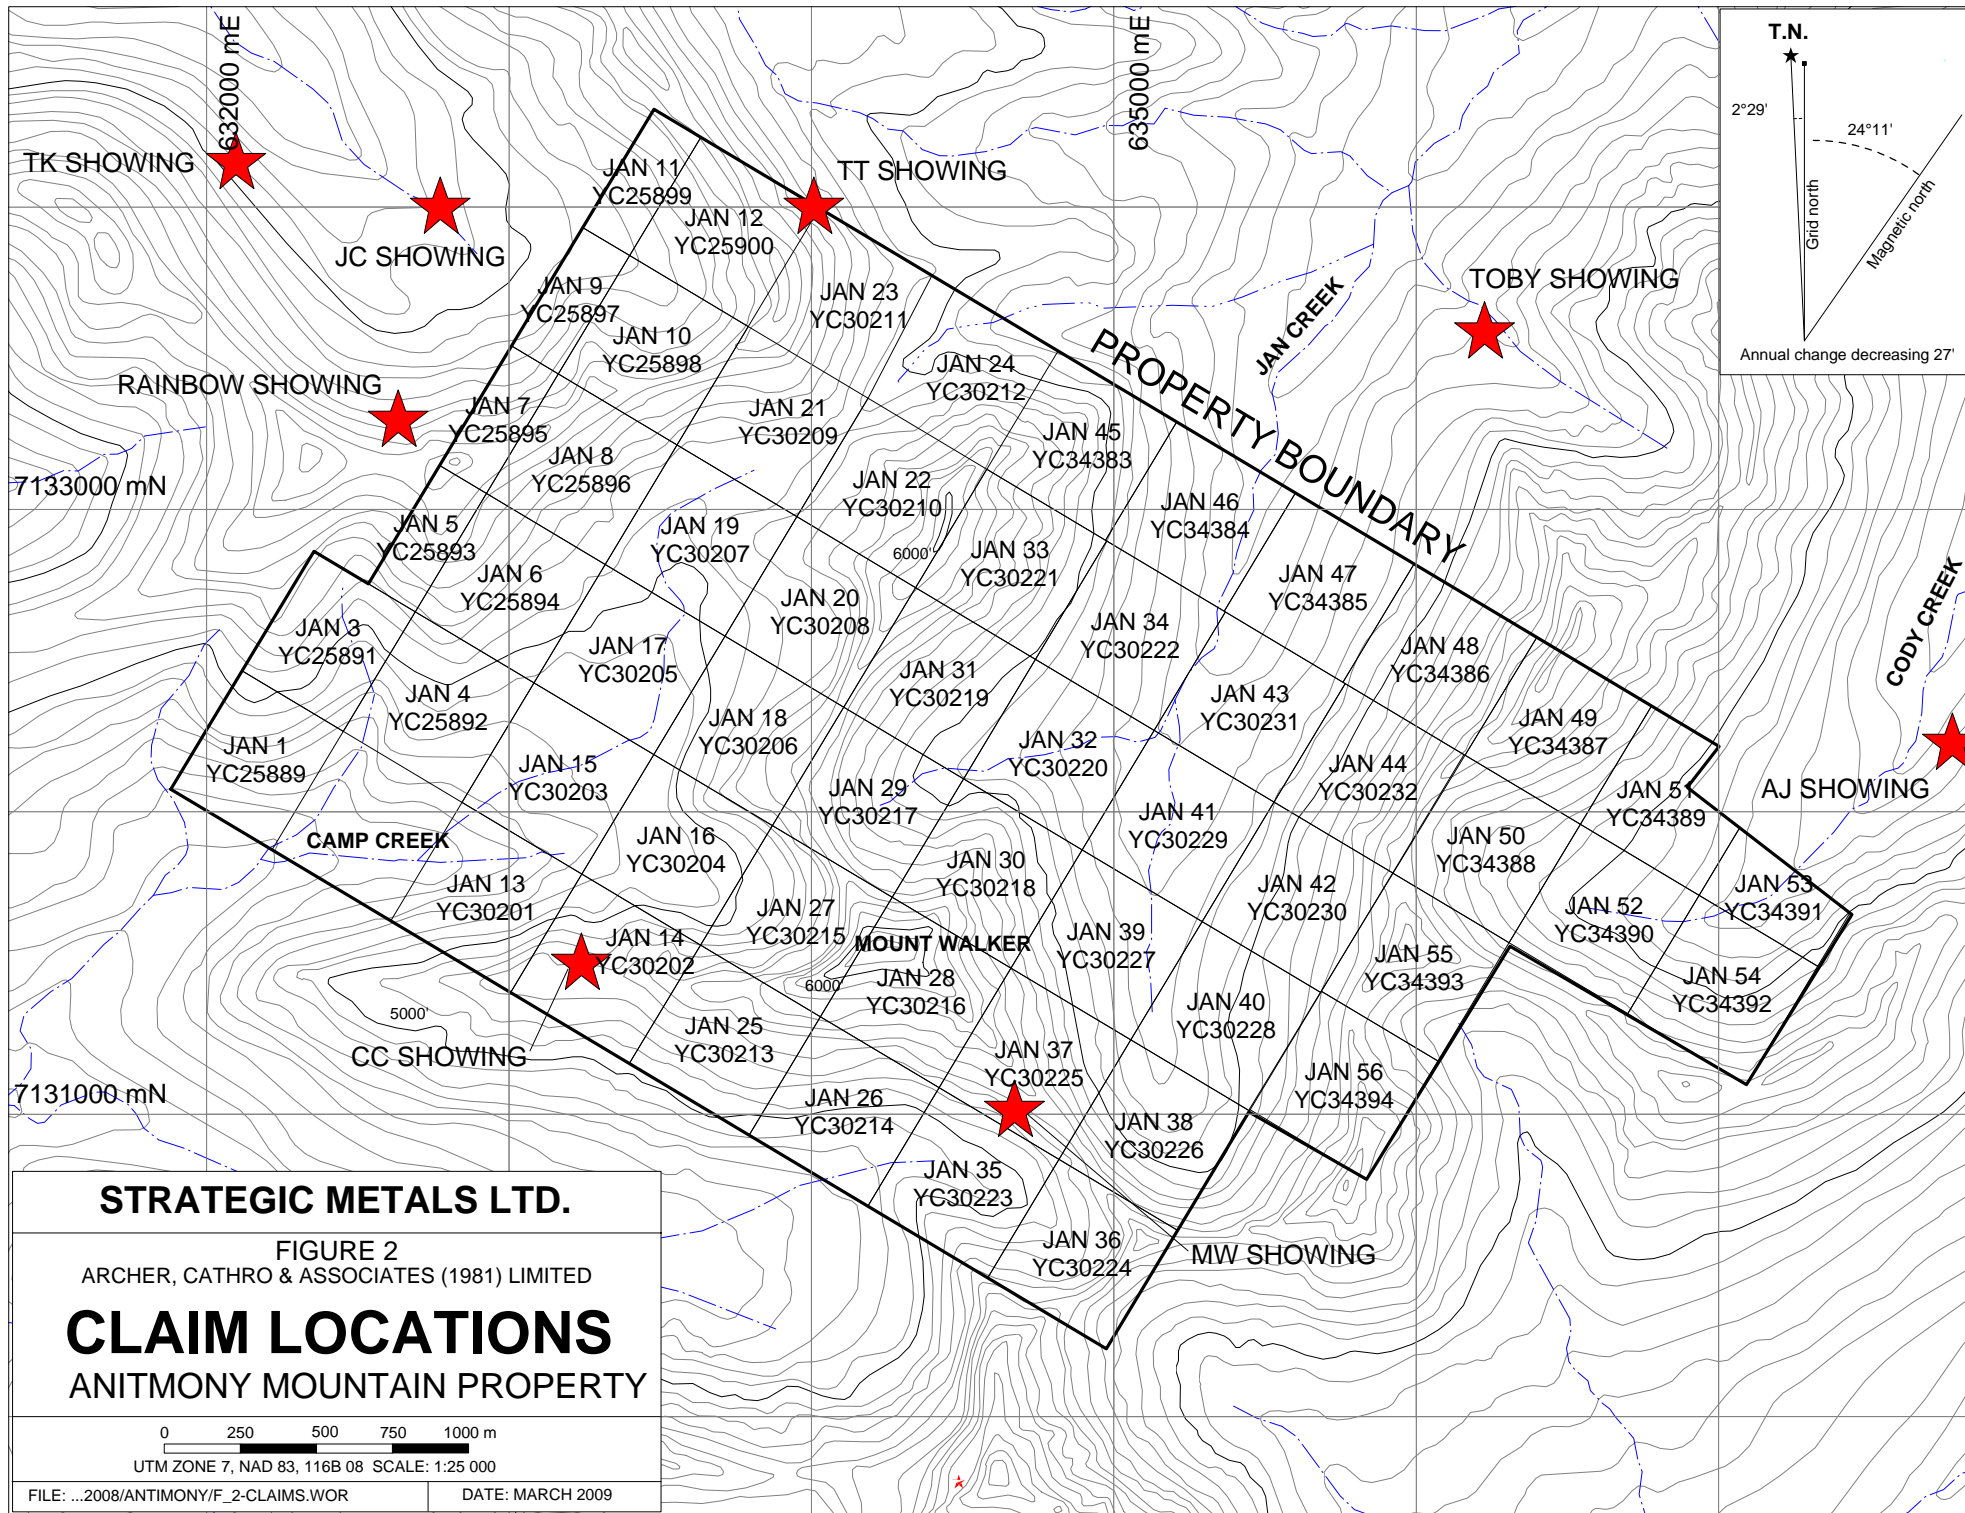 632000 mE
635000 mE
T.N.
2°29'
24°11'
Grid north
Magnetic north
Annual change decreasing 27'
TK SHOWING
JC SHOWING
TT SHOWING
TOBY SHOWING
RAINBOW SHOWING
JAN 11
YC25899
JAN 12
YC25900
JAN 9
YC25897
JAN 10
YC25898
JAN 23
YC30211
JAN 24
YC30212
PROPERTY BOUNDARY
JAN CREEK
JAN 7
YC25895
JAN 8
YC25896
JAN 21
YC30209
JAN 22
YC30210
JAN 45
YC34383
JAN 46
YC34384
7133000 mN
JAN 5
YC25893
JAN 6
YC25894
JAN 19
YC30207
JAN 20
YC30208
6000'
JAN 33
YC30221
JAN 34
YC30222
JAN 47
YC34385
JAN 48
YC34386
CODY CREEK
JAN 3
YC25891
JAN 4
YC25892
JAN 17
YC30205
JAN 18
YC30206
JAN 31
YC30219
JAN 32
YC30220
JAN 43
YC30231
JAN 44
YC30232
JAN 49
YC34387
JAN 51
YC34389
AJ SHOWING
JAN 1
YC25889
CAMP CREEK
JAN 15
YC30203
JAN 16
YC30204
JAN 29
YC30217
JAN 30
YC30218
JAN 41
YC30229
JAN 42
YC30230
JAN 50
YC34388
JAN 52
YC34390
JAN 53
YC34391
JAN 54
YC34392
JAN 13
YC30201
JAN 14
YC30202
JAN 27
YC30215
MOUNT WALKER
6000'
JAN 28
YC30216
JAN 39
YC30227
JAN 40
YC30228
JAN 55
YC34393
JAN 56
YC34394
5000'
CC SHOWING
JAN 25
YC30213
JAN 26
YC30214
JAN 37
YC30225
JAN 38
YC30226
7131000 mN
JAN 35
YC30223
JAN 36
YC30224
MW SHOWING
STRATEGIC METALS LTD.
FIGURE 2
ARCHER, CATHRO & ASSOCIATES (1981) LIMITED
CLAIM LOCATIONS
ANITMONY MOUNTAIN PROPERTY
0 250 500 750 1000 m
UTM ZONE 7, NAD 83, 116B 08 SCALE: 1:25 000
FILE: ...2008/ANTIMONY/F_2-CLAIMS.WOR
DATE: MARCH 2009